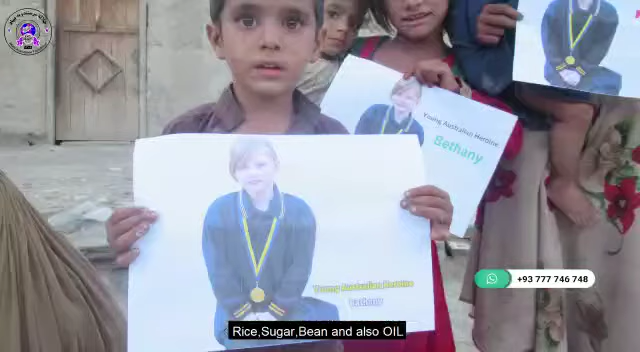 Young Australian Heroine
Bethany
Young Australian Heroine
Bethany
+93 777 746 748
Rice,Sugar,Bean and also OIL